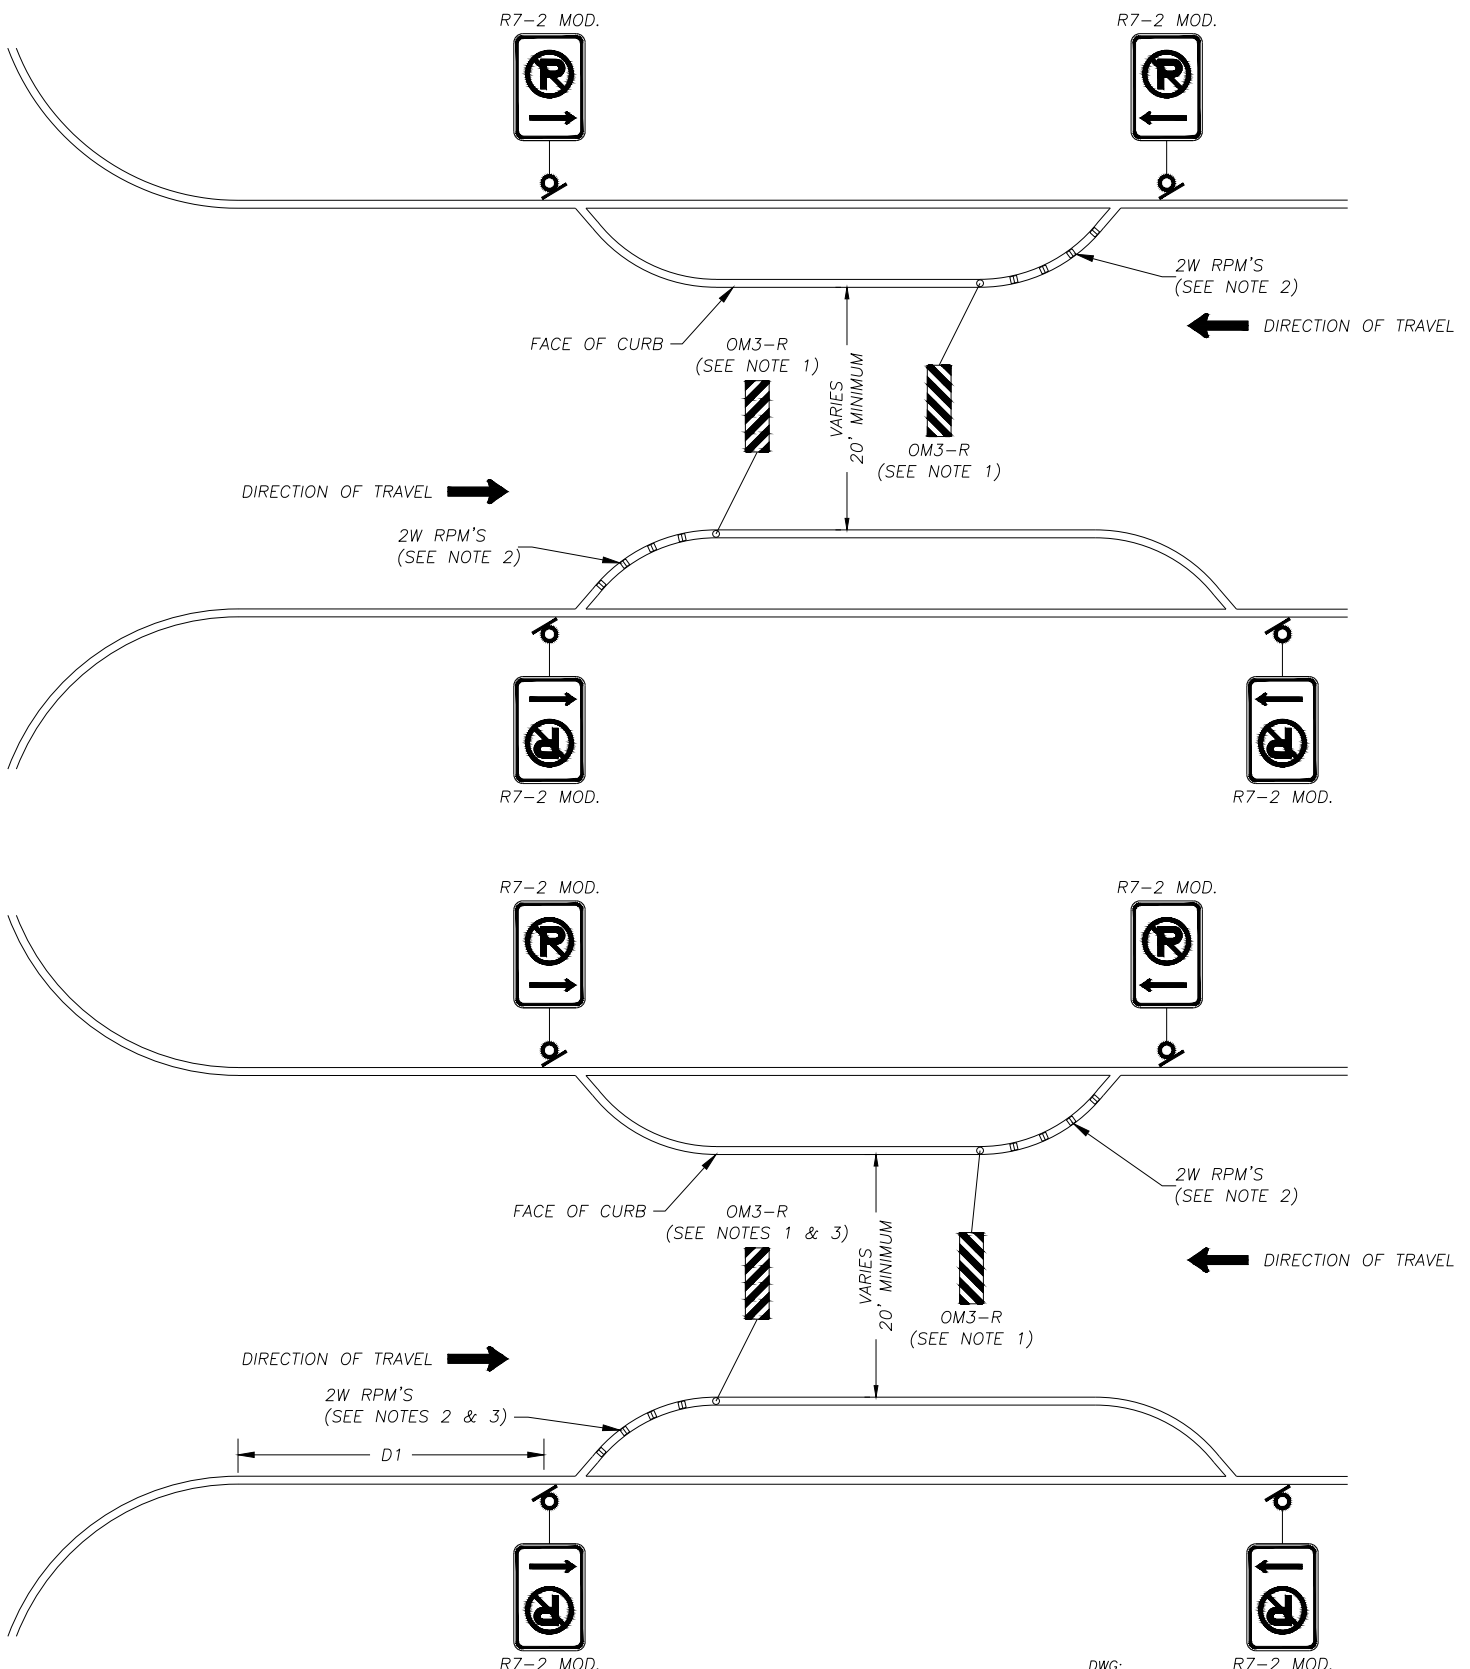 R7-2 MOD.
R7-2 MOD.
P
P
2W RPM'S
(SEE NOTE 2)
DIRECTION OF TRAVEL
FACE OF CURB
OM3-R
(SEE NOTE 1)
VARIES
20' MINIMUM
OM3-R
(SEE NOTE 1)
DIRECTION OF TRAVEL
2W RPM'S
(SEE NOTE 2)
P
P
R7-2 MOD.
R7-2 MOD.
R7-2 MOD.
R7-2 MOD.
P
P
2W RPM'S
(SEE NOTE 2)
FACE OF CURB
OM3-R
(SEE NOTES 1 & 3)
VARIES
20' MINIMUM
DIRECTION OF TRAVEL
OM3-R
(SEE NOTE 1)
DIRECTION OF TRAVEL
2W RPM'S
(SEE NOTES 2 & 3)
D1
P
P
R7-2 MOD.
DWG:
R7-2 MOD.